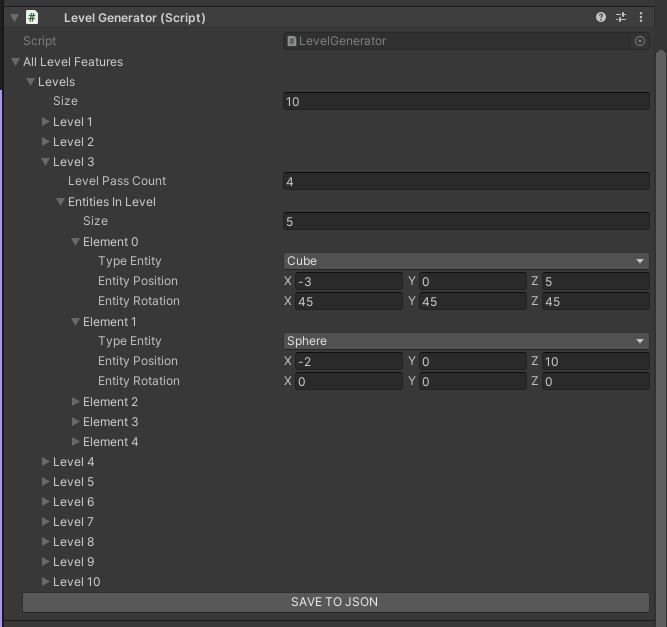 # Level Generator (Script)
Script # LevelGenerator
All Level Features
Levels
Size 10
Level 1
Level 2
Level 3
Level Pass Count 4
Entities In Level
Size 5
Element 0
Type Entity Cube
Entity Position X -3 Y 0 Z 5
Entity Rotation X 45 Y 45 Z 45
Element 1
Type Entity Sphere
Entity Position X -2 Y 0 Z 10
Entity Rotation X 0 Y 0 Z 0
Element 2
Element 3
Element 4
Level 4
Level 5
Level 6
Level 7
Level 8
Level 9
Level 10
SAVE TO JSON